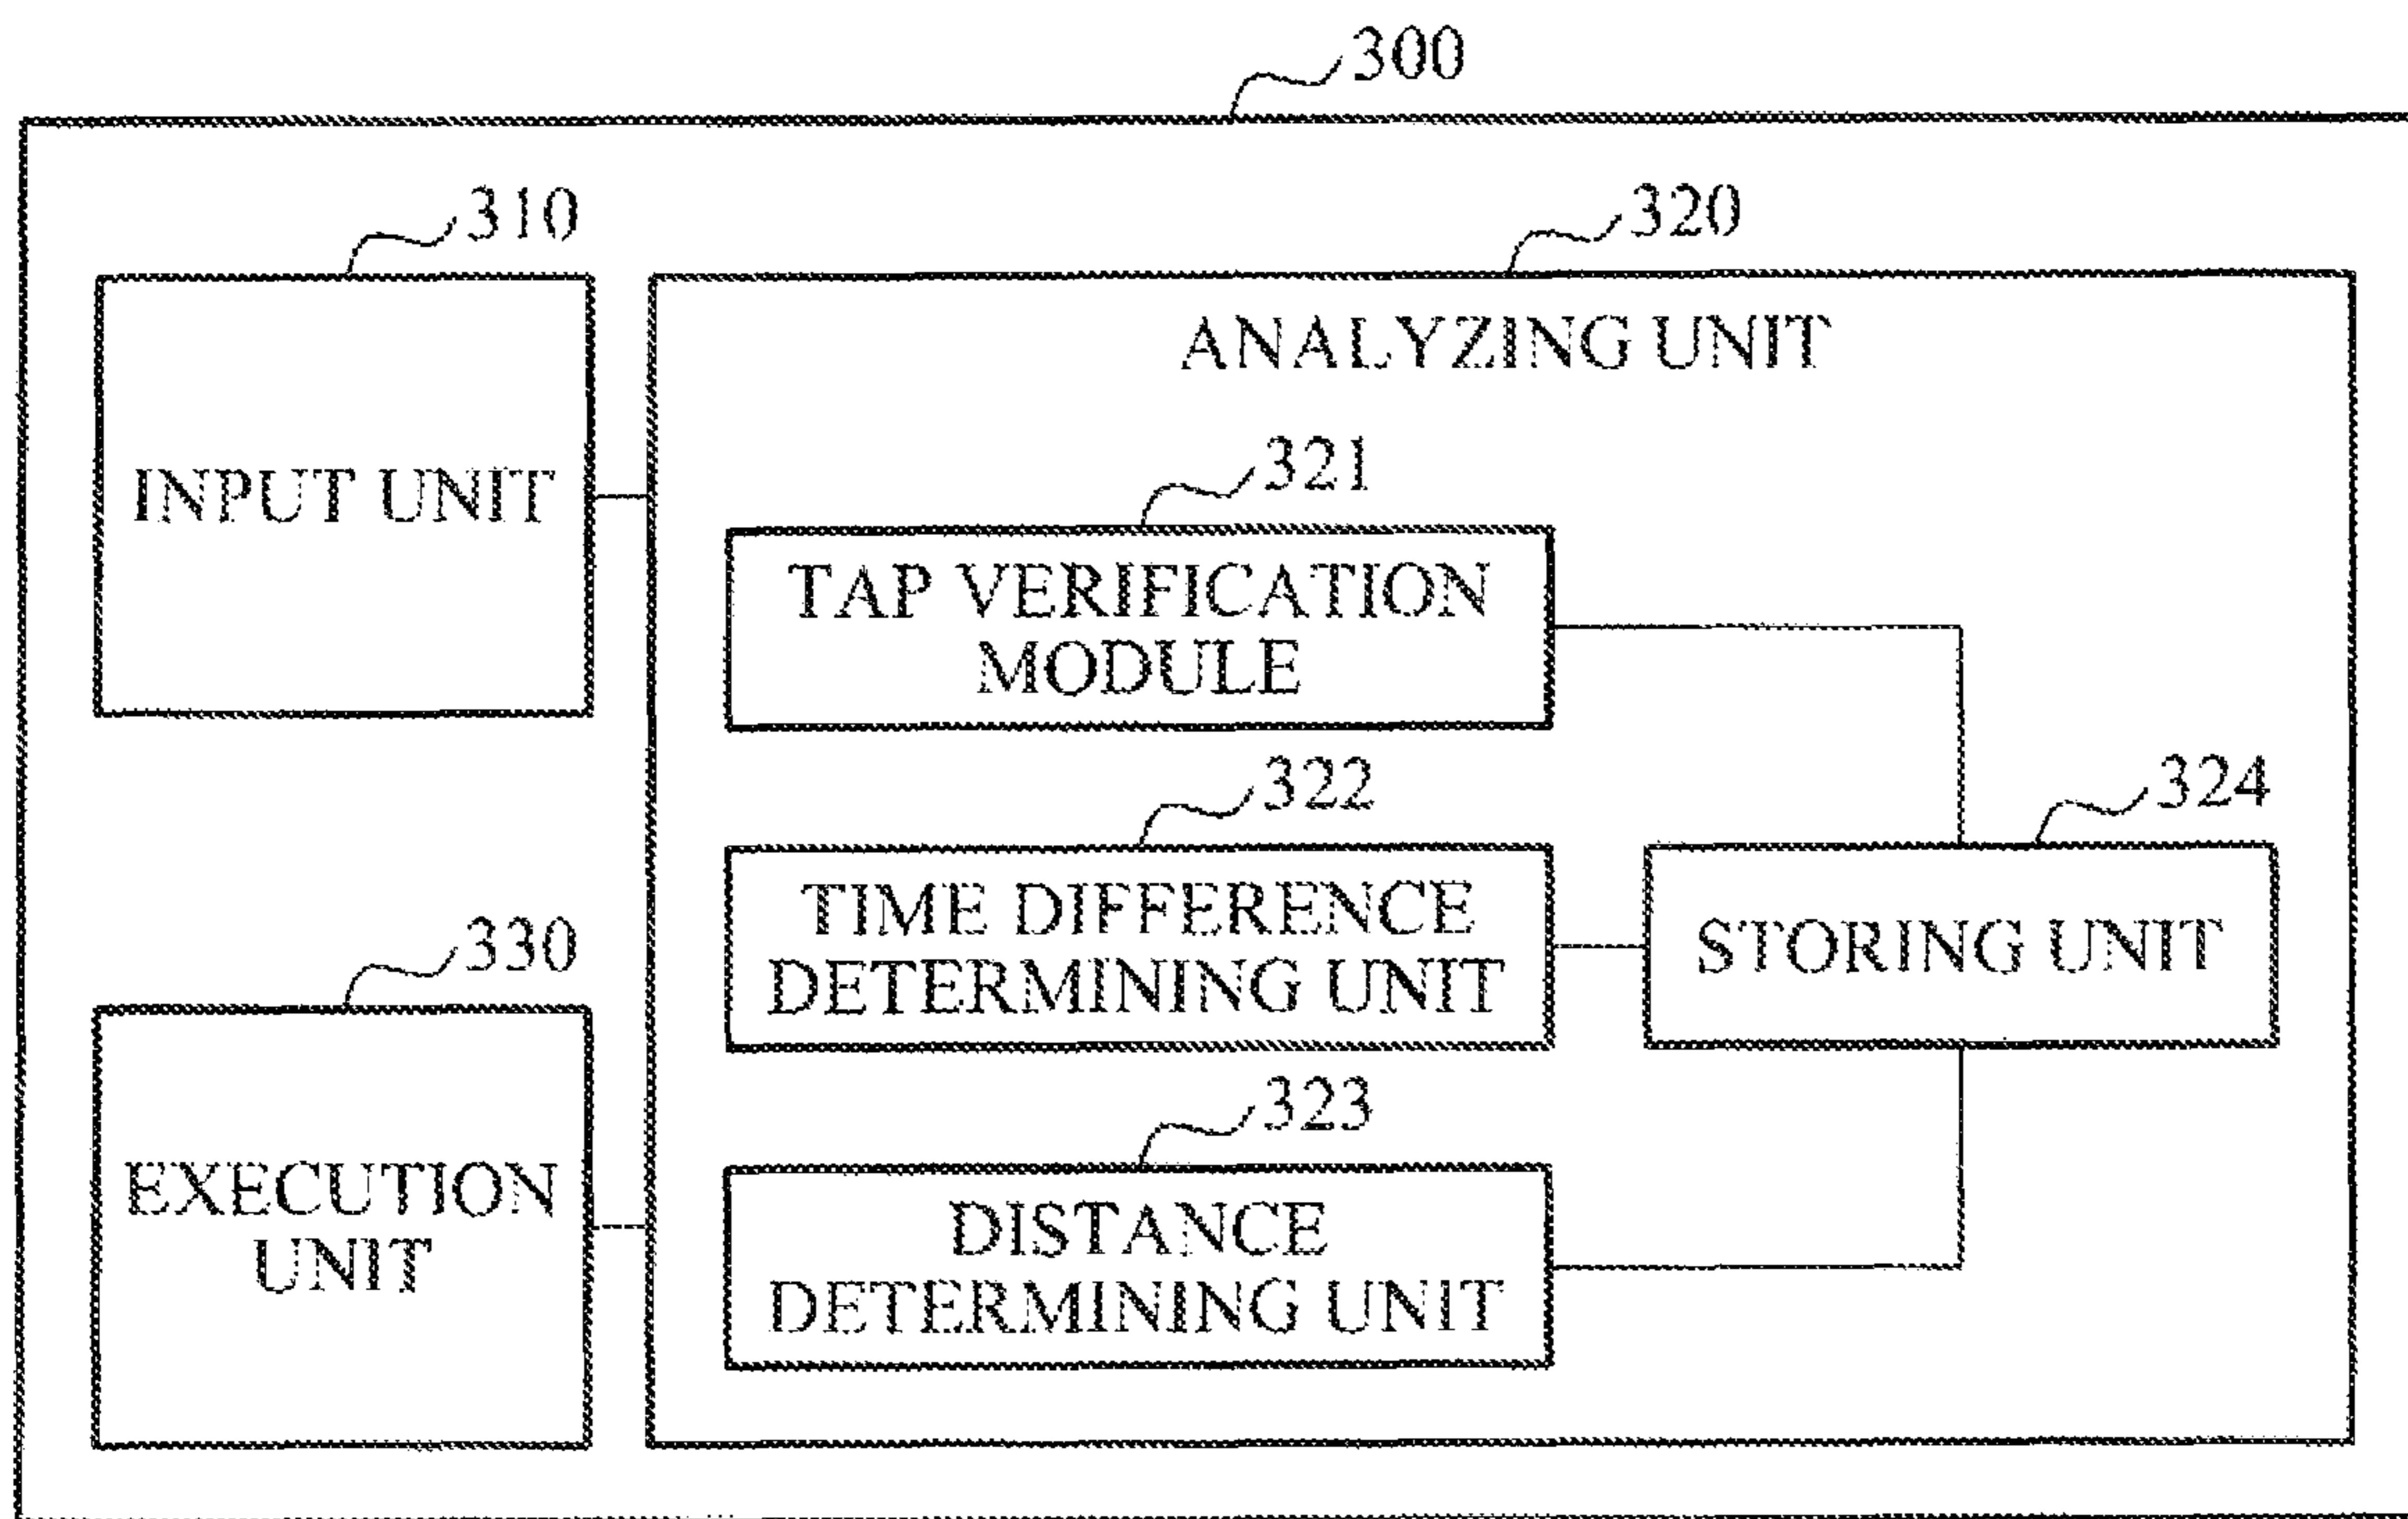 300
310
320
ANALYZING UNIT
INPUT UNIT
321
TAP VERIFICATION
MODULE
322
324
TIME DIFFERENCE
DETERMINING UNIT
STORING UNIT
330
EXECUTION
UNIT
323
DISTANCE
DETERMINING UNIT